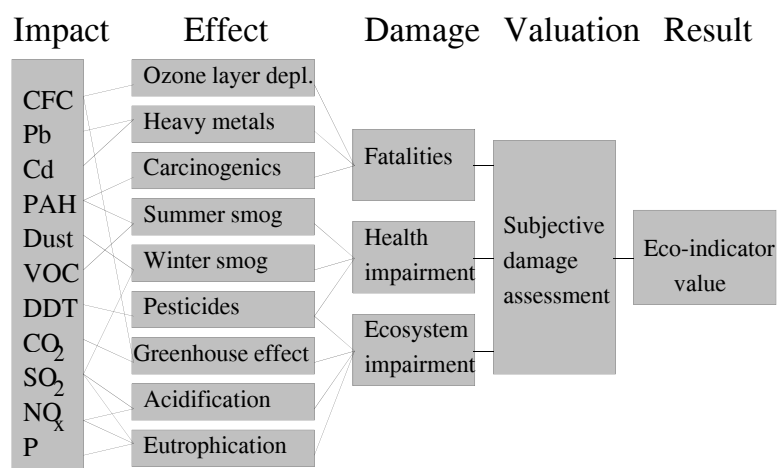 Impact Effect Damage Valuation Result
CFC
Pb
Cd
PAH
Dust
VOC
DDT
CO2
SO2
NOx
P
Ozone layer depl.
Heavy metals
Carcinogenics
Summer smog
Winter smog
Pesticides
Greenhouse effect
Acidification
Eutrophication
Fatalities
Health
impairment
Ecosystem
impairment
Subjective
damage
assessment
Eco-indicator
value